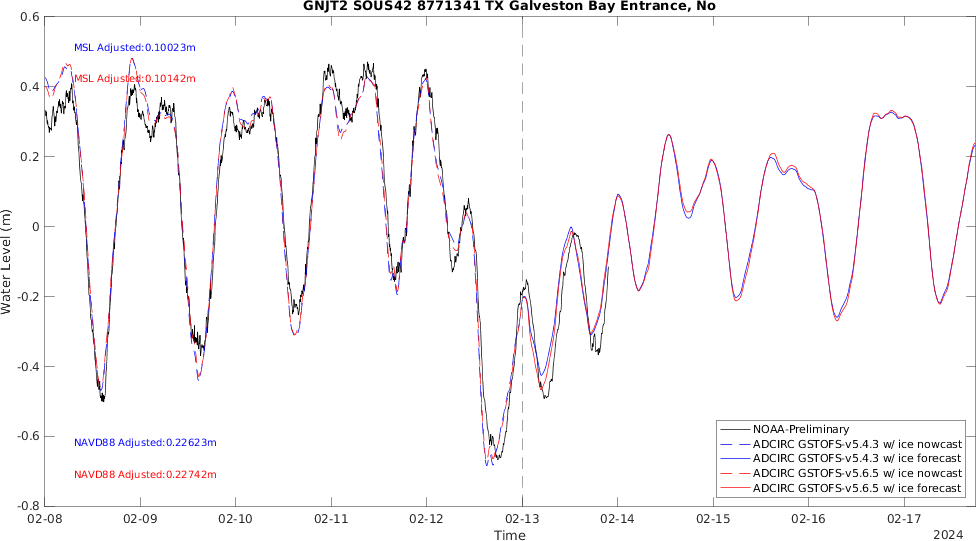 GNJT2 SOUS42 8771341 TX Galveston Bay Entrance, No
0.6
0.4
0.2
0
-0.2
-0.4
-0.6
-0.8
Water Level (m)
MSL Adjusted:0.10023m
MSL Adjusted:0.10142m
NAVD88 Adjusted:0.22623m
NAVD88 Adjusted:0.22742m
NOAA-Preliminary
ADCIRC GSTOFS-v5.4.3 w/ ice nowcast
ADCIRC GSTOFS-v5.4.3 w/ ice forecast
ADCIRC GSTOFS-v5.6.5 w/ ice nowcast
ADCIRC GSTOFS-v5.6.5 w/ ice forecast
02-08 02-09 02-10 02-11 02-12 02-13 02-14 02-15 02-16 02-17
Time
2024